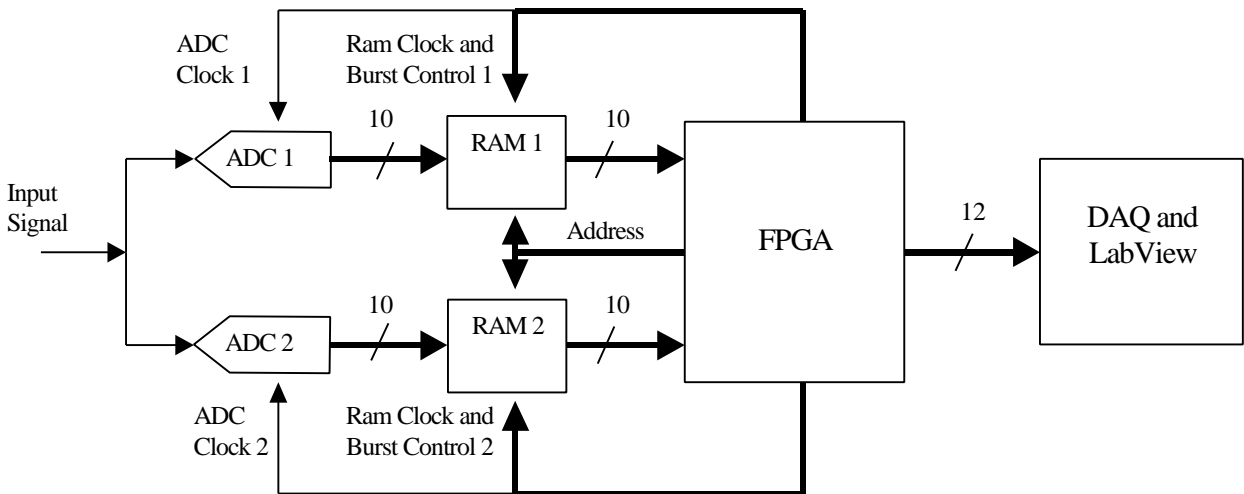 ADC
Clock 1
Ram Clock and
Burst Control 1
10
10
ADC 1
RAM 1
Input
Signal
Address
FPGA
12
DAQ and
LabView
10
10
ADC 2
RAM 2
ADC
Clock 2
Ram Clock and
Burst Control 2